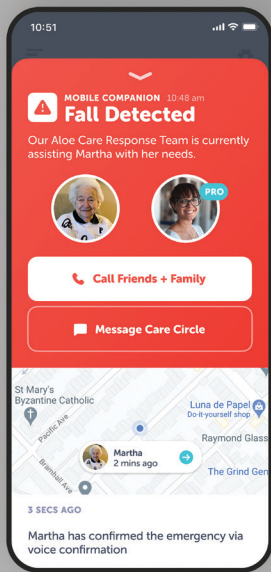 10:51
MOBILE COMPANION 10:48 am
Fall Detected
Our Aloe Care Response Team is currently
assisting Martha with her needs.
PRO
Call Friends + Family
Message Care Circle
St Mary's
Byzantine Catholic
Luna de Papel
Do-it-yourself shop
Pacific Ave
Raymond Glass
Martha
2 mins ago
Bramhall Ave
The Grind Gen
3 SECS AGO
Martha has confirmed the emergency via
voice confirmation